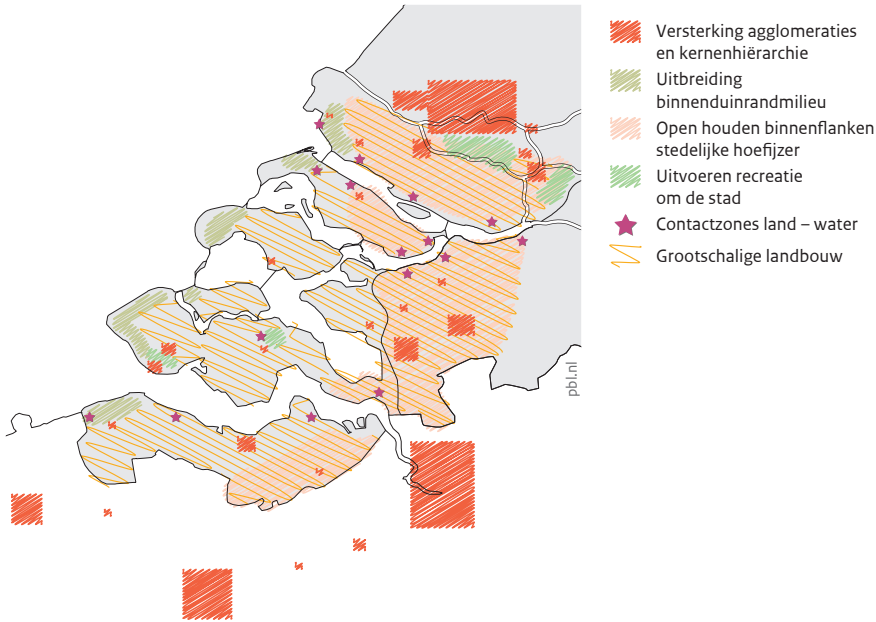 Versterking agglomeraties
en kernenhiërarchie
Uitbreiding
binnenduinrandmilieu
Open houden binnenflanken
stedelijke hoefijzer
Uitvoeren recreatie
om de stad
Contactzones land – water
Grootschalige landbouw
pbl.nl